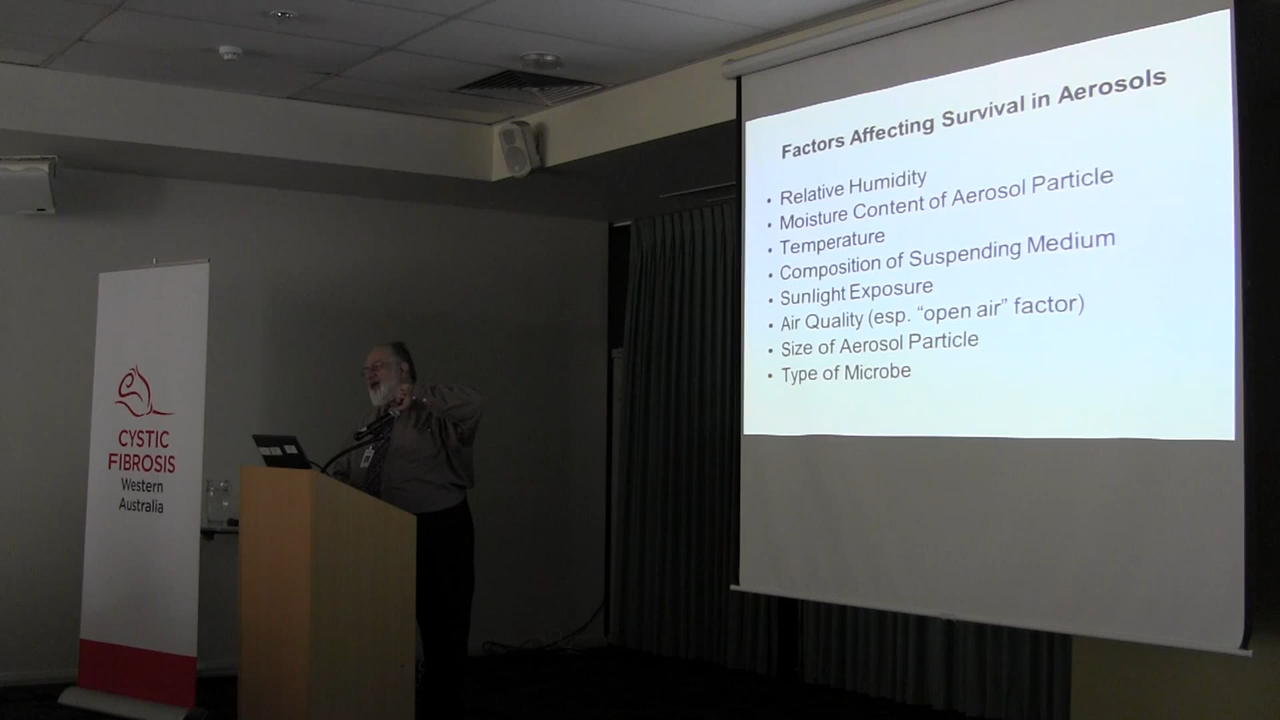 Factors Affecting Survival in Aerosols
• Relative Humidity
• Moisture Content of Aerosol Particle
• Temperature
• Composition of Suspending Medium
• Sunlight Exposure
• Air Quality (esp. “open air” factor)
• Size of Aerosol Particle
• Type of Microbe
CYSTIC
FIBROSIS
Western
Australia